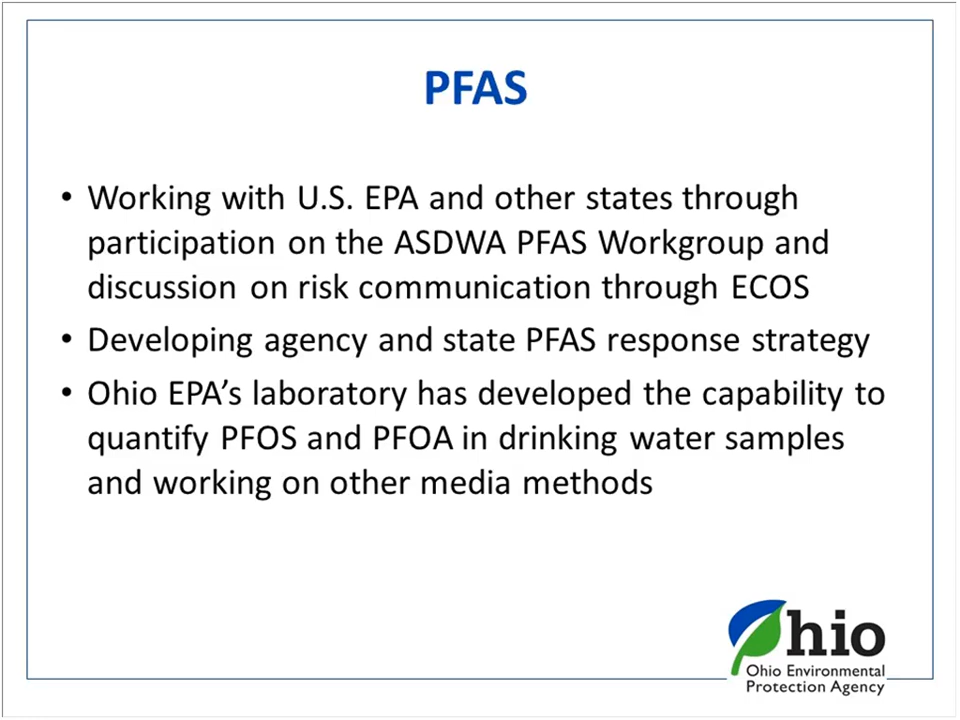 PFAS
• Working with U.S. EPA and other states through
participation on the ASDWA PFAS Workgroup and
discussion on risk communication through ECOS
• Developing agency and state PFAS response strategy
• Ohio EPA’s laboratory has developed the capability to
quantify PFOS and PFOA in drinking water samples
and working on other media methods
Ohio
Ohio Environmental
Protection Agency